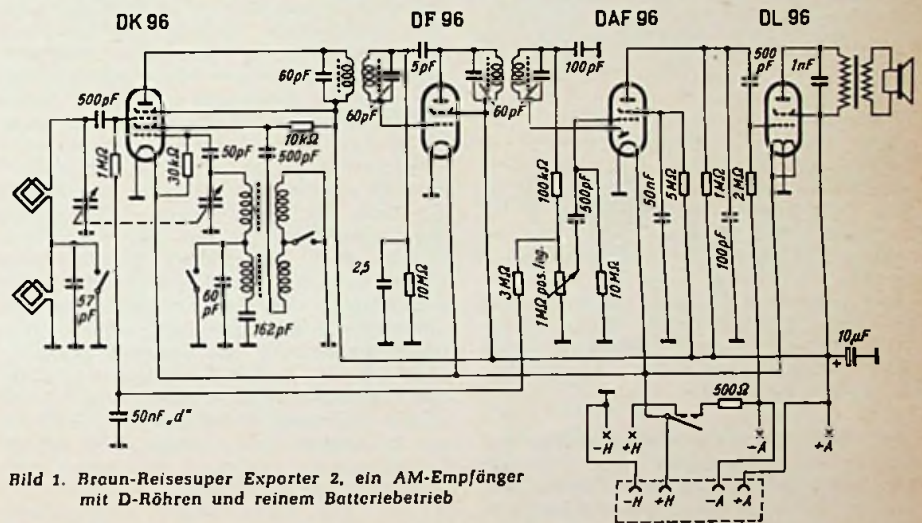 DK 96
DF 96
DAF 96
DL 96
60pF
5pF
100pF
500
pF
1nF
500pF
60pF
60pF
10kΩ
1MΩ
30kΩ
50pF
500pF
100kΩ
500pF
50nF
5MΩ
1MΩ
2MΩ
100pF
57
pF
60
pF
162pF
2,5
10MΩ
3MΩ
1MΩ pos. log.
10MΩ
+
10µF
50nF „d"
500Ω
-H
+H
-A
+A
-H
+H
-A
+A
Bild 1. Braun-Reisesuper Exporter 2, ein AM-Empfänger
mit D-Röhren und reinem Batteriebetrieb